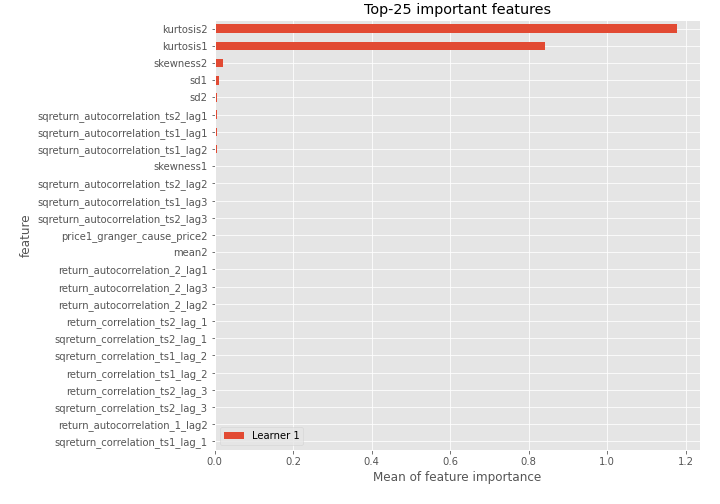 Top-25 important features
kurtosis2
kurtosis1
skewness2
sd1
sd2
sqreturn_autocorrelation_ts2_lag1
sqreturn_autocorrelation_ts1_lag1
sqreturn_autocorrelation_ts1_lag2
skewness1
sqreturn_autocorrelation_ts2_lag2
sqreturn_autocorrelation_ts1_lag3
sqreturn_autocorrelation_ts2_lag3
price1_granger_cause_price2
mean2
return_autocorrelation_2_lag1
return_autocorrelation_2_lag3
return_autocorrelation_2_lag2
return_correlation_ts2_lag_1
sqreturn_correlation_ts2_lag_1
sqreturn_correlation_ts1_lag_2
return_correlation_ts1_lag_2
return_correlation_ts2_lag_3
sqreturn_correlation_ts2_lag_3
return_autocorrelation_1_lag2
sqreturn_correlation_ts1_lag_1
feature
Learner 1
0.0 0.2 0.4 0.6 0.8 1.0 1.2
Mean of feature importance